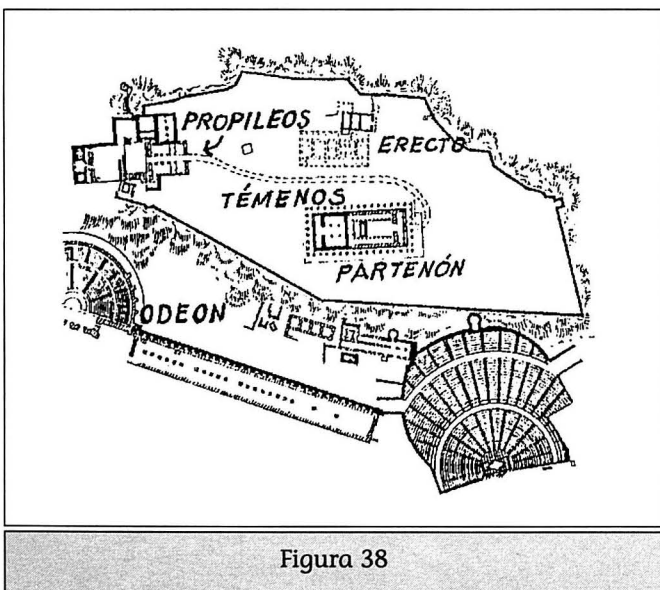 PROPILEOS
ERECTO
TÉMENOS
PARTENÓN
ODEON
Figura 38